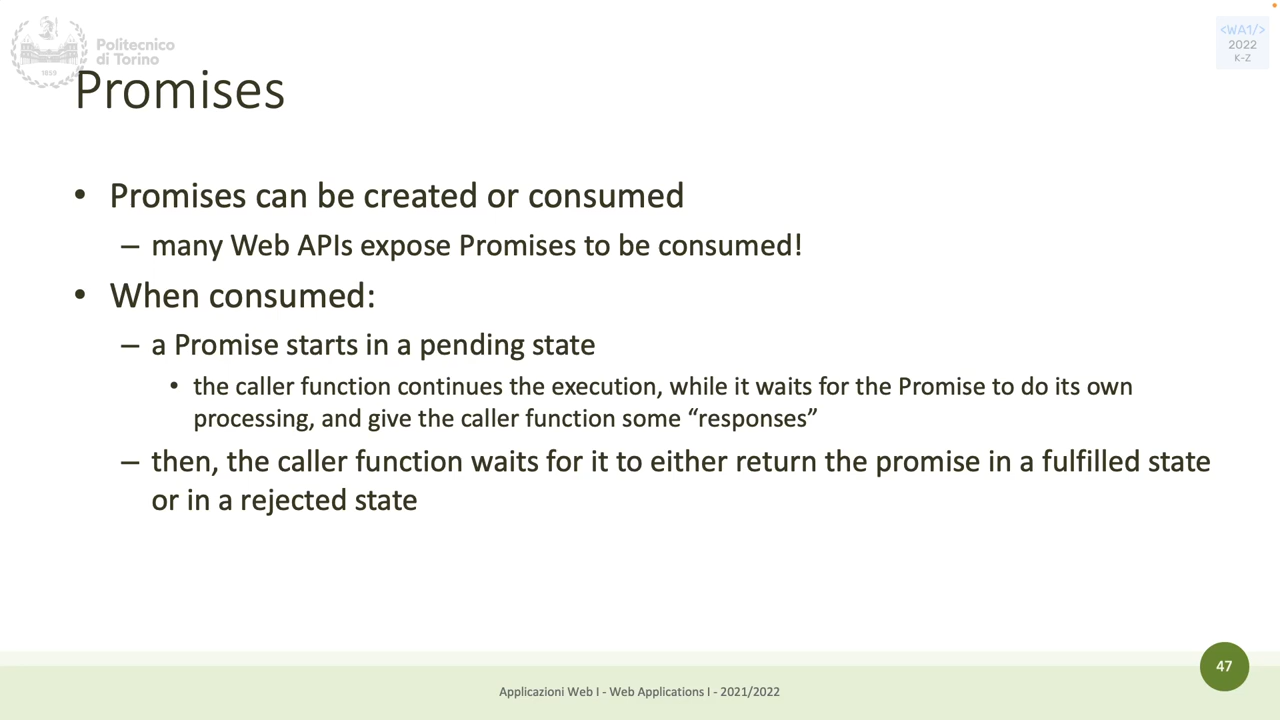 Politecnico
di Torino
1859
<WA1/>
2022
K-Z
Promises
• Promises can be created or consumed
– many Web APIs expose Promises to be consumed!
• When consumed:
– a Promise starts in a pending state
• the caller function continues the execution, while it waits for the Promise to do its own
processing, and give the caller function some “responses”
– then, the caller function waits for it to either return the promise in a fulfilled state
or in a rejected state
47
Applicazioni Web I - Web Applications I - 2021/2022